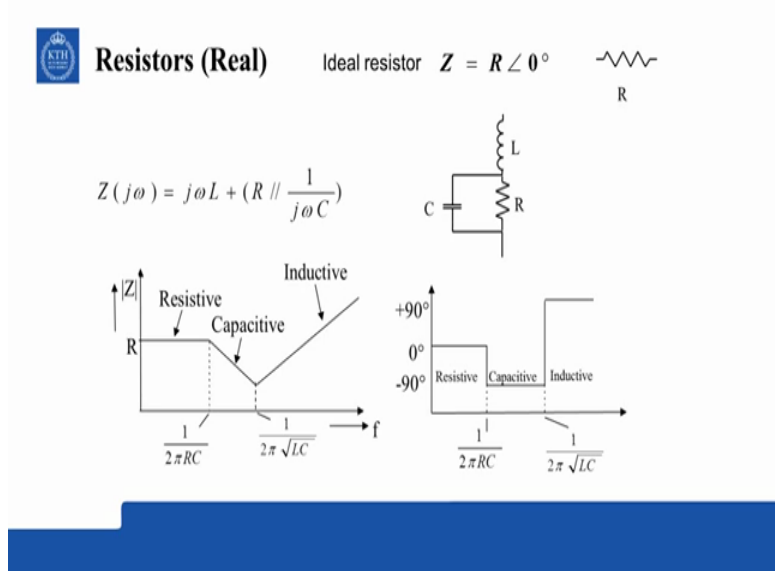 KTH
Resistors (Real)
Ideal resistor Z = R ∠ 0°
R
L
Z ( jω ) = jωL + ( R // 1/(jωC) )
C
R
|Z|
Resistive
Capacitive
Inductive
R
1/(2πRC)
1/(2π√LC)
f
+90°
0°
-90°
Resistive Capacitive Inductive
1/(2πRC)
1/(2π√LC)